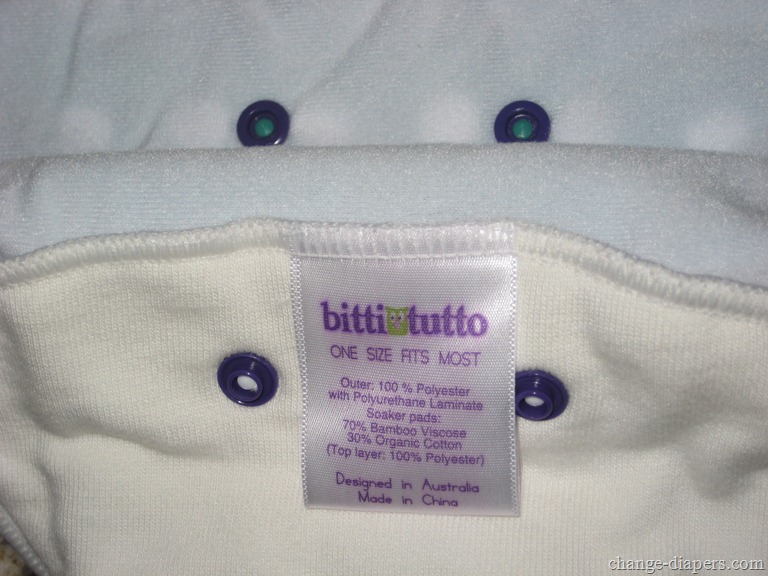 bitti tutto
ONE SIZE FITS MOST
Outer: 100 % Polyester
with Polyurethane Laminate
Soaker pads:
70% Bamboo Viscose
30% Organic Cotton
(Top layer: 100% Polyester)
Designed in Australia
Made in China
change-diapers.com